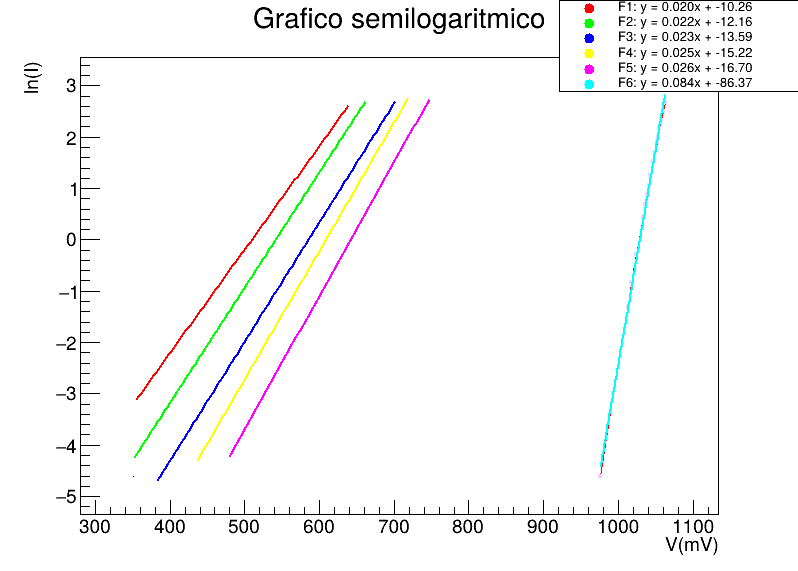 Grafico semilogaritmico
F1: y = 0.020x + -10.26
F2: y = 0.022x + -12.16
F3: y = 0.023x + -13.59
F4: y = 0.025x + -15.22
F5: y = 0.026x + -16.70
F6: y = 0.084x + -86.37
ln(I)
3
2
1
0
−1
−2
−3
−4
−5
300 400 500 600 700 800 900 1000 1100
V(mV)